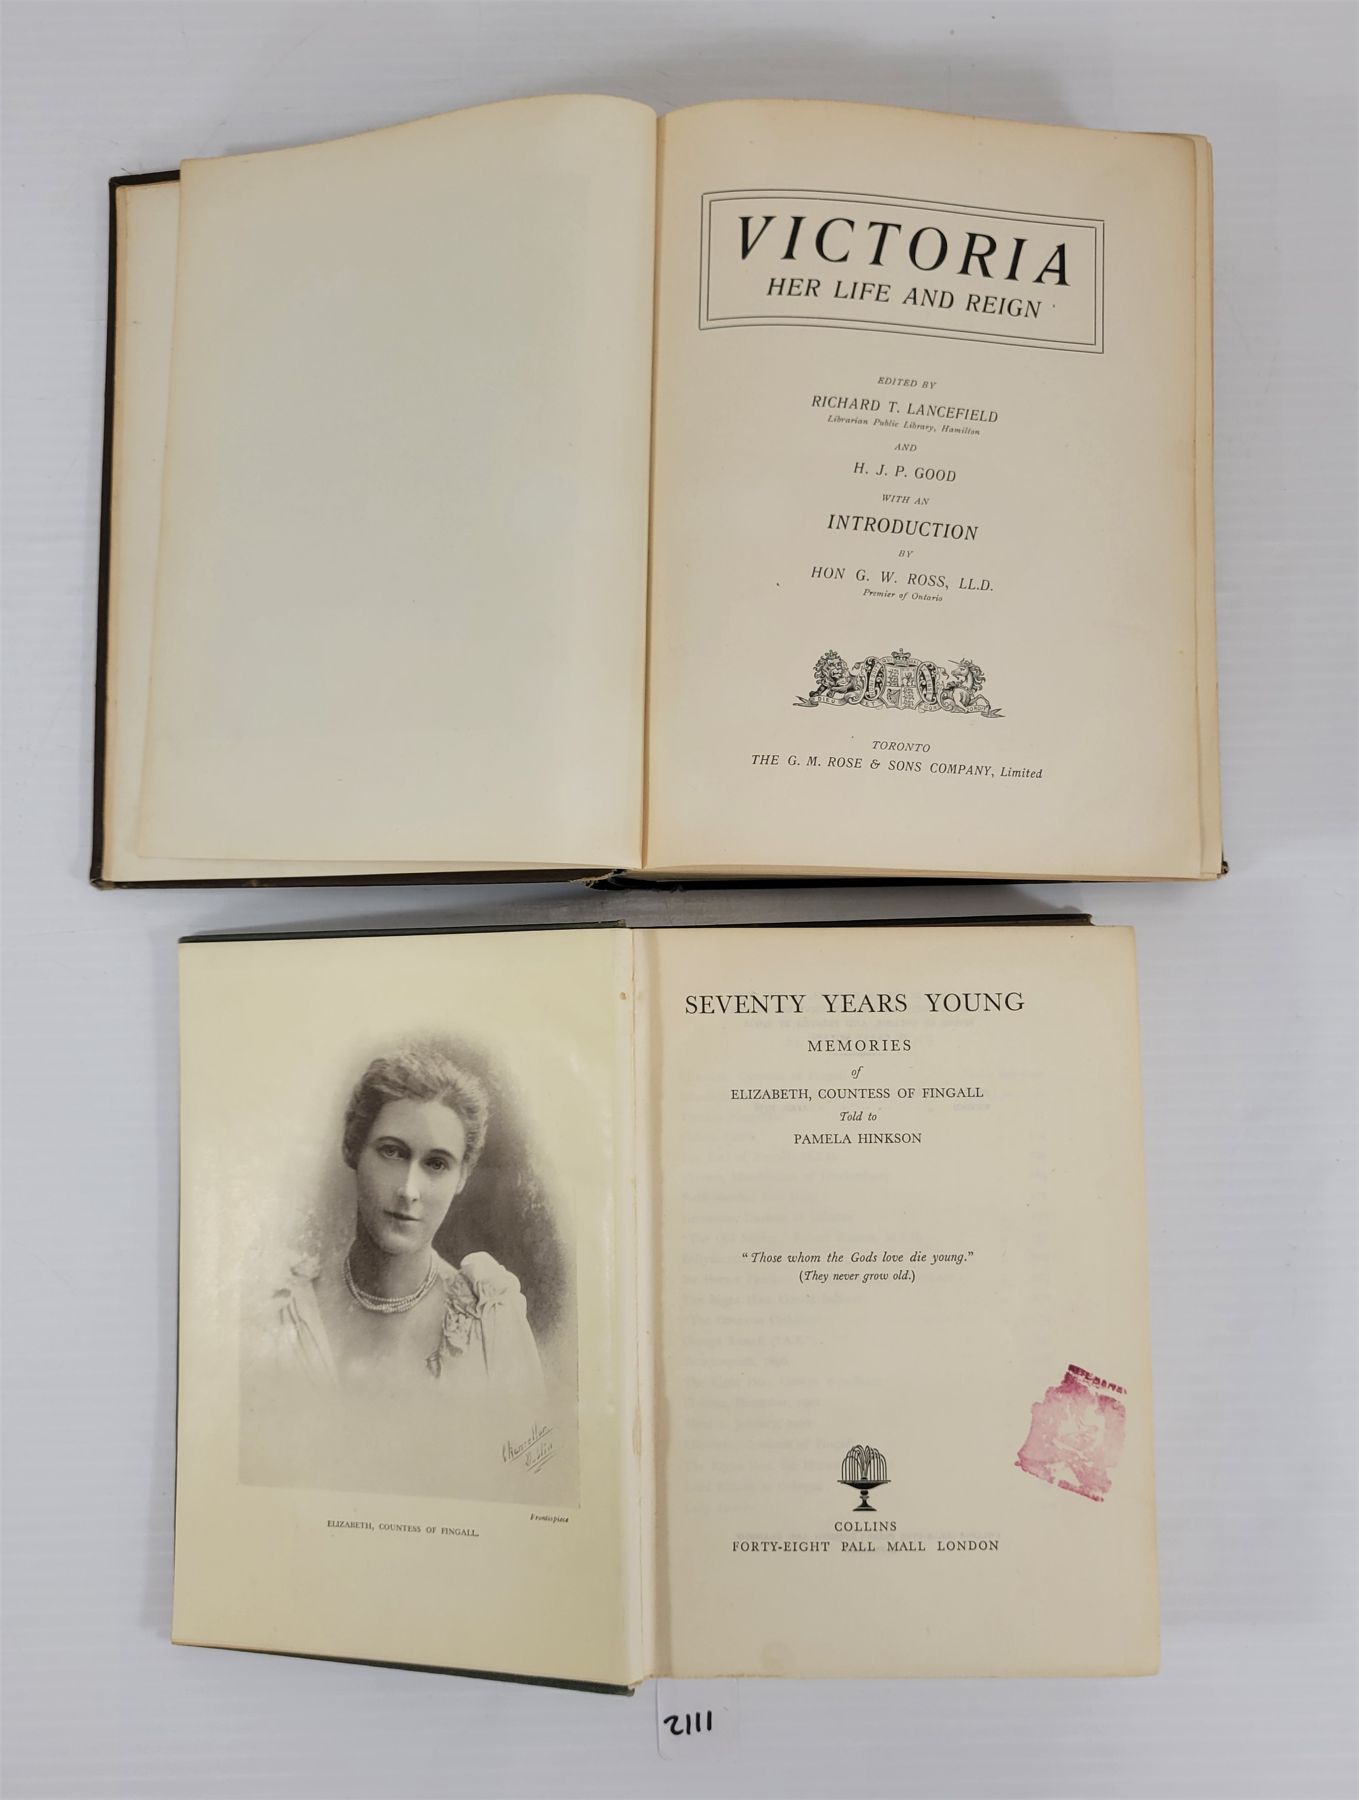 VICTORIA
HER LIFE AND REIGN
EDITED BY
RICHARD T. LANCEFIELD
Librarian Public Library, Hamilton
AND
H. J. P. GOOD
WITH AN
INTRODUCTION
BY
HON G. W. ROSS, LL.D.
Premier of Ontario
TORONTO
THE G. M. ROSE & SONS COMPANY, Limited
Chancellor
Dublin
Frontispiece
ELIZABETH, COUNTESS OF FINGALL.
SEVENTY YEARS YOUNG
MEMORIES
of
ELIZABETH, COUNTESS OF FINGALL
Told to
PAMELA HINKSON
“Those whom the Gods love die young.”
(They never grow old.)
COLLINS
FORTY-EIGHT PALL MALL LONDON
2111